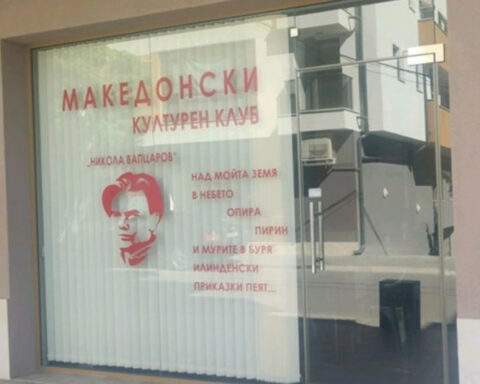 МАКЕДОНСКИ
КУЛТУРЕН КЛУБ
„НИКОЛА ВАПЦАРОВ"
НАД МОЙТА ЗЕМЯ
В НЕБЕТО
ОПИРА
ПИРИН
И МУРИТЕ В БУРЯ
ИЛИНДЕНСКИ
ПРИКАЗКИ ПЕЯТ...